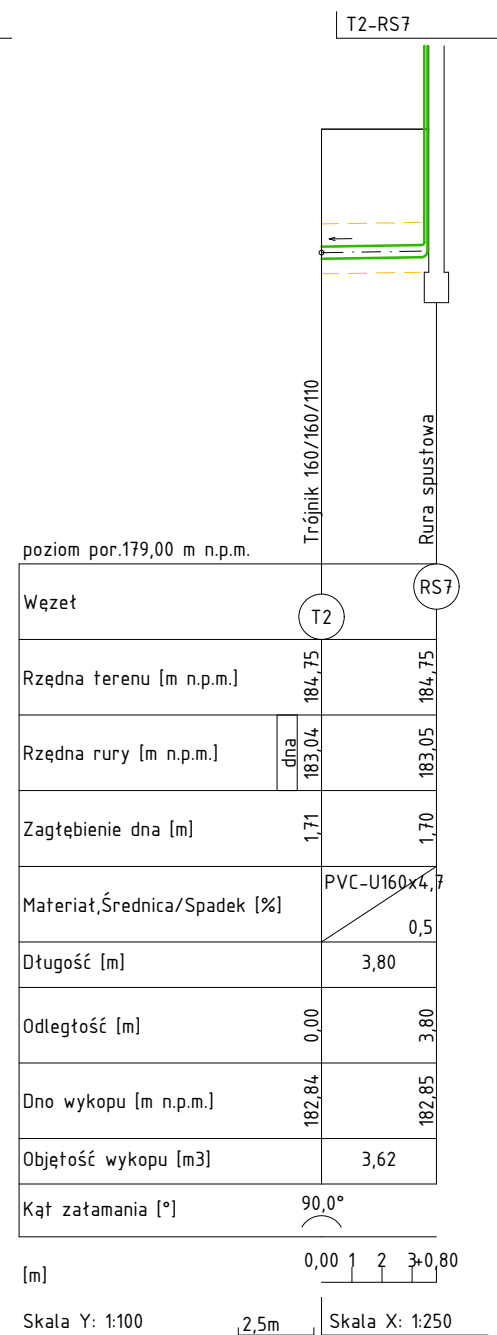 T2-RS7
Trójnik 160/160/110
Rura spustowa
poziom por.179,00 m n.p.m.
Węzeł T2 RS7
Rzędna terenu [m n.p.m.] 184,75 184,75
Rzędna rury [m n.p.m.] dna 183,04 183,05
Zagłębienie dna [m] 1,71 1,70
Materiał,Średnica/Spadek [%] PVC-U160x4,7 0,5
Długość [m] 3,80
Odległość [m] 0,00 3,80
Dno wykopu [m n.p.m.] 182,84 182,85
Objętość wykopu [m3] 3,62
Kąt załamania [°] 90,0°
[m] 0,00 1 2 3+0,80
Skala Y: 1:100 2,5m Skala X: 1:250